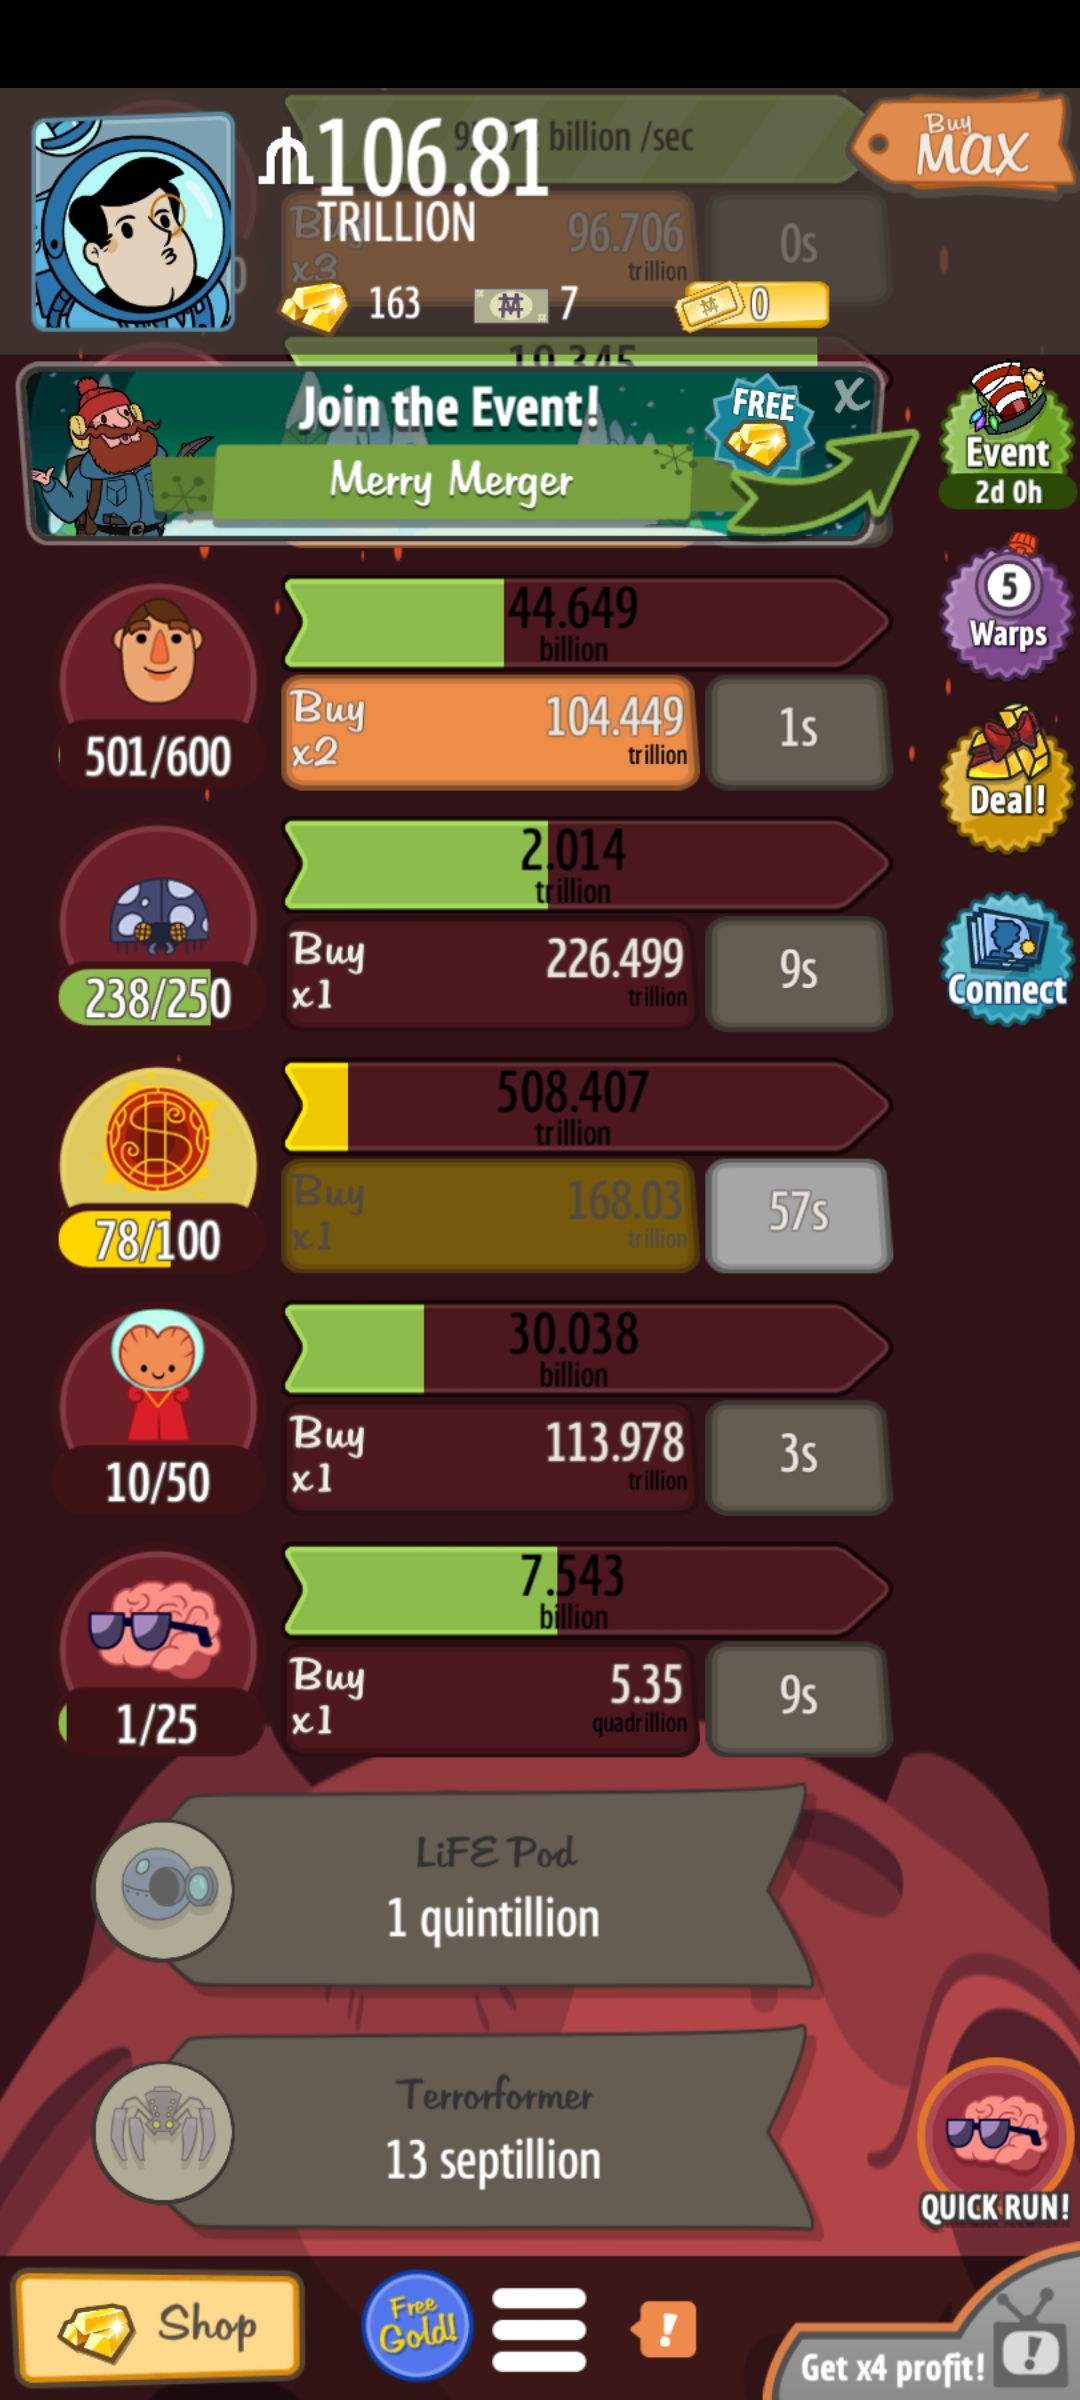 billion /sec
Buy
MAX
106.81
TRILLION
Buy
x3
96.706
trillion
0s
163
7
0
19.345
Join the Event!
FREE
X
Merry Merger
Event
2d 0h
44.649
billion
501/600
Buy
x2
104.449
trillion
1s
5
Warps
Deal!
2.014
trillion
238/250
Buy
x1
226.499
trillion
9s
Connect
508.407
trillion
78/100
Buy
x1
168.03
trillion
57s
30.038
billion
10/50
Buy
x1
113.978
trillion
3s
7.543
billion
1/25
Buy
x1
5.35
quadrillion
9s
LiFE Pod
1 quintillion
Terrorformer
13 septillion
QUICK RUN!
Shop
Free
Gold!
!
Get x4 profit!
!